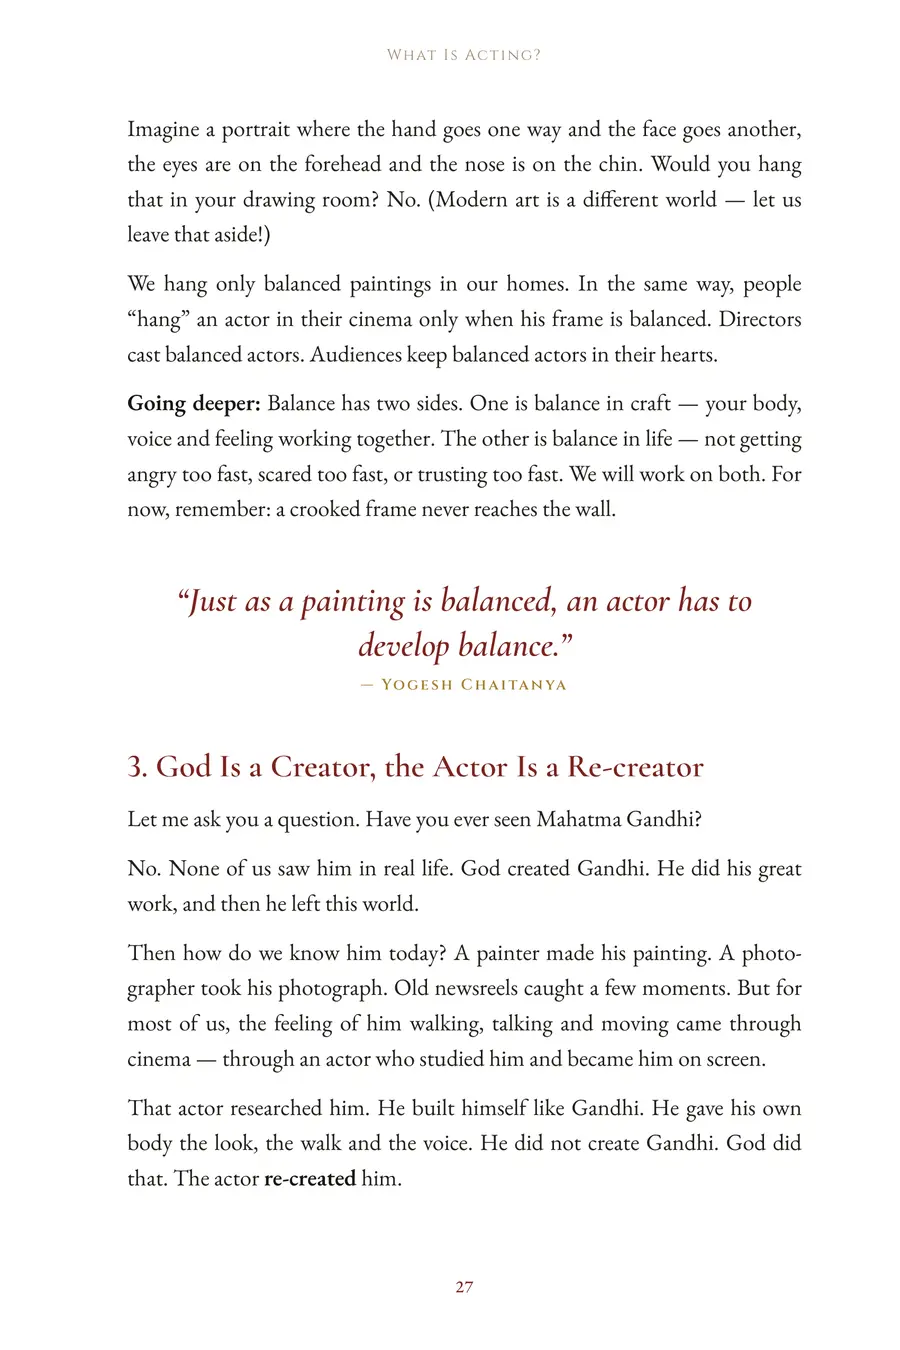 What Is Acting?
Imagine a portrait where the hand goes one way and the face goes another,
the eyes are on the forehead and the nose is on the chin. Would you hang
that in your drawing room? No. (Modern art is a different world — let us
leave that aside!)
We hang only balanced paintings in our homes. In the same way, people
“hang” an actor in their cinema only when his frame is balanced. Directors
cast balanced actors. Audiences keep balanced actors in their hearts.
Going deeper: Balance has two sides. One is balance in craft — your body,
voice and feeling working together. The other is balance in life — not getting
angry too fast, scared too fast, or trusting too fast. We will work on both. For
now, remember: a crooked frame never reaches the wall.
“Just as a painting is balanced, an actor has to
develop balance.”
— Yogesh Chaitanya
3. God Is a Creator, the Actor Is a Re-creator
Let me ask you a question. Have you ever seen Mahatma Gandhi?
No. None of us saw him in real life. God created Gandhi. He did his great
work, and then he left this world.
Then how do we know him today? A painter made his painting. A photo-
grapher took his photograph. Old newsreels caught a few moments. But for
most of us, the feeling of him walking, talking and moving came through
cinema — through an actor who studied him and became him on screen.
That actor researched him. He built himself like Gandhi. He gave his own
body the look, the walk and the voice. He did not create Gandhi. God did
that. The actor re-created him.
27